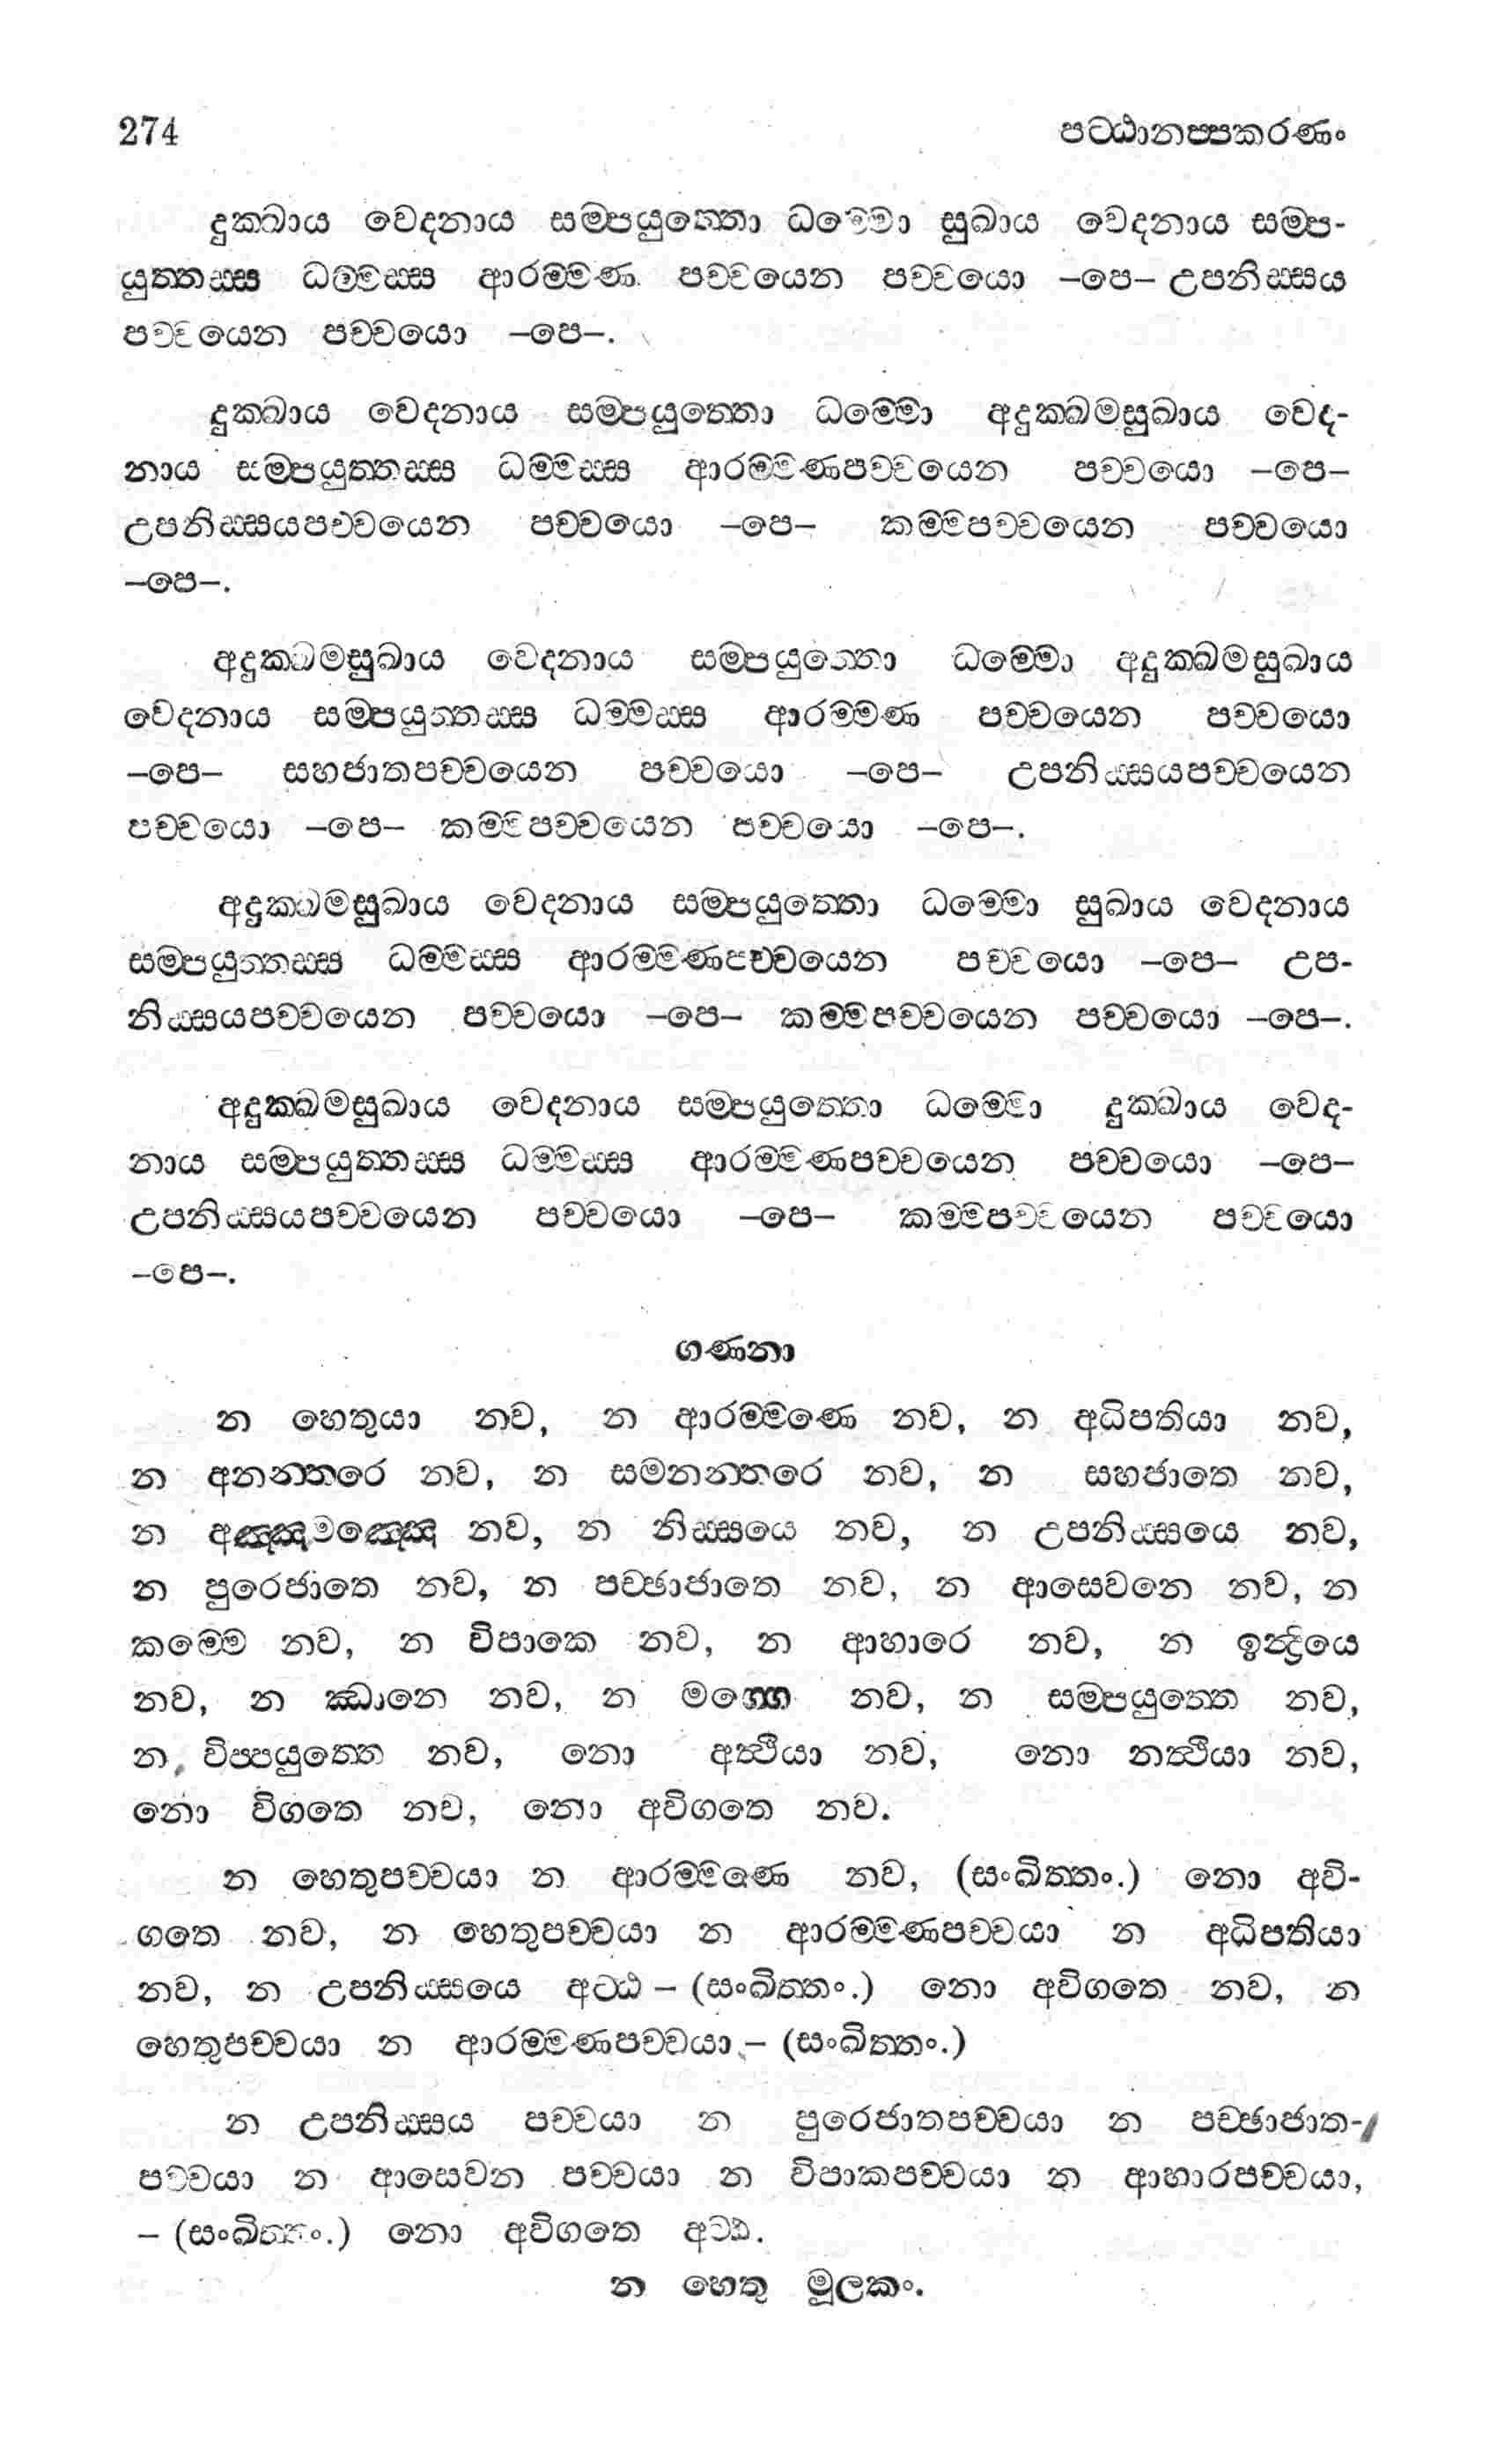 274 පට්ඨානප්පකරණං
දුක්ඛාය වෙදනාය සම්පයුත්තො ධම්මො සුඛාය වෙදනාය සම්ප-
යුත්තස්ස ධම්මස්ස ආරම්මණ පච්චයෙන පච්චයො –පෙ– උපනිස්සය
පච්චයෙන පච්චයො –පෙ–.
දුක්ඛාය වෙදනාය සම්පයුත්තො ධම්මො අදුක්ඛමසුඛාය වෙද-
නාය සම්පයුත්තස්ස ධම්මස්ස ආරම්මණපච්චයෙන පච්චයො –පෙ–
උපනිස්සයපච්චයෙන පච්චයො –පෙ– කම්මපච්චයෙන පච්චයො
–පෙ–.
අදුක්ඛමසුඛාය වෙදනාය සම්පයුත්තො ධම්මො අදුක්ඛමසුඛාය
වෙදනාය සම්පයුත්තස්ස ධම්මස්ස ආරම්මණ පච්චයෙන පච්චයො
–පෙ– සහජාතපච්චයෙන පච්චයො –පෙ– උපනිස්සයපච්චයෙන
පච්චයො –පෙ– කම්මපච්චයෙන පච්චයො –පෙ–.
අදුක්ඛමසුඛාය වෙදනාය සම්පයුත්තො ධම්මො සුඛාය වෙදනාය
සම්පයුත්තස්ස ධම්මස්ස ආරම්මණපච්චයෙන පච්චයො –පෙ– උප-
නිස්සයපච්චයෙන පච්චයො –පෙ– කම්මපච්චයෙන පච්චයො –පෙ–.
අදුක්ඛමසුඛාය වෙදනාය සම්පයුත්තො ධම්මො දුක්ඛාය වෙද-
නාය සම්පයුත්තස්ස ධම්මස්ස ආරම්මණපච්චයෙන පච්චයො –පෙ–
උපනිස්සයපච්චයෙන පච්චයො –පෙ– කම්මපච්චයෙන පච්චයො
–පෙ–.
ගණනා
න හෙතුයා නව, න ආරම්මණෙ නව, න අධිපතියා නව,
න අනන්තරෙ නව, න සමනන්තරෙ නව, න සහජාතෙ නව,
න අඤ්ඤමඤ්ඤෙ නව, න නිස්සයෙ නව, න උපනිස්සයෙ නව,
න පුරෙජාතෙ නව, න පච්ඡාජාතෙ නව, න ආසෙවනෙ නව, න
කම්මෙ නව, න විපාකෙ නව, න ආහාරෙ නව, න ඉන්ද්‍රියෙ
නව, න ඣානෙ නව, න මග්ගෙ නව, න සම්පයුත්තෙ නව,
න, විප්පයුත්තෙ නව, නො අත්ථියා නව, නො නත්ථියා නව,
නො විගතෙ නව, නො අවිගතෙ නව.
න හෙතුපච්චයා න ආරම්මණෙ නව, (සංඛිත්තං.) නො අවි-
ගතෙ නව, න හෙතුපච්චයා න ආරම්මණපච්චයා න අධිපතියා
නව, න උපනිස්සයෙ අට්ඨ – (සංඛිත්තං.) නො අවිගතෙ නව, න
හෙතුපච්චයා න ආරම්මණපච්චයා – (සංඛිත්තං.)
න උපනිස්සය පච්චයා න පුරෙජාතපච්චයා න පච්ඡාජාත-
පච්චයා න ආසෙවන පච්චයා න විපාකපච්චයා න ආහාරපච්චයා,
– (සංඛිත්තං.) නො අවිගතෙ අට්ඨ.
න හෙතු මූලකං.